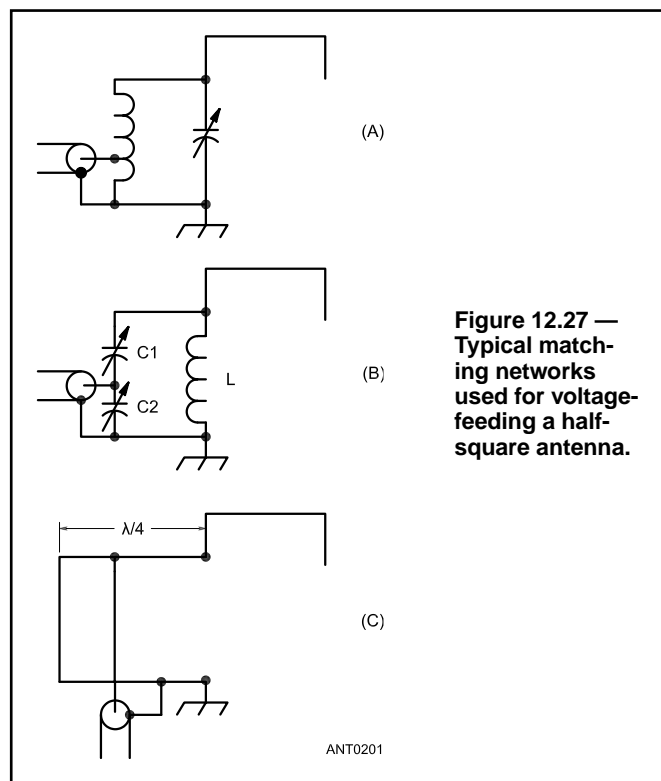 (A)
C1
C2
L
(B)
Figure 12.27 —
Typical match-
ing networks
used for voltage-
feeding a half-
square antenna.
λ/4
(C)
ANT0201